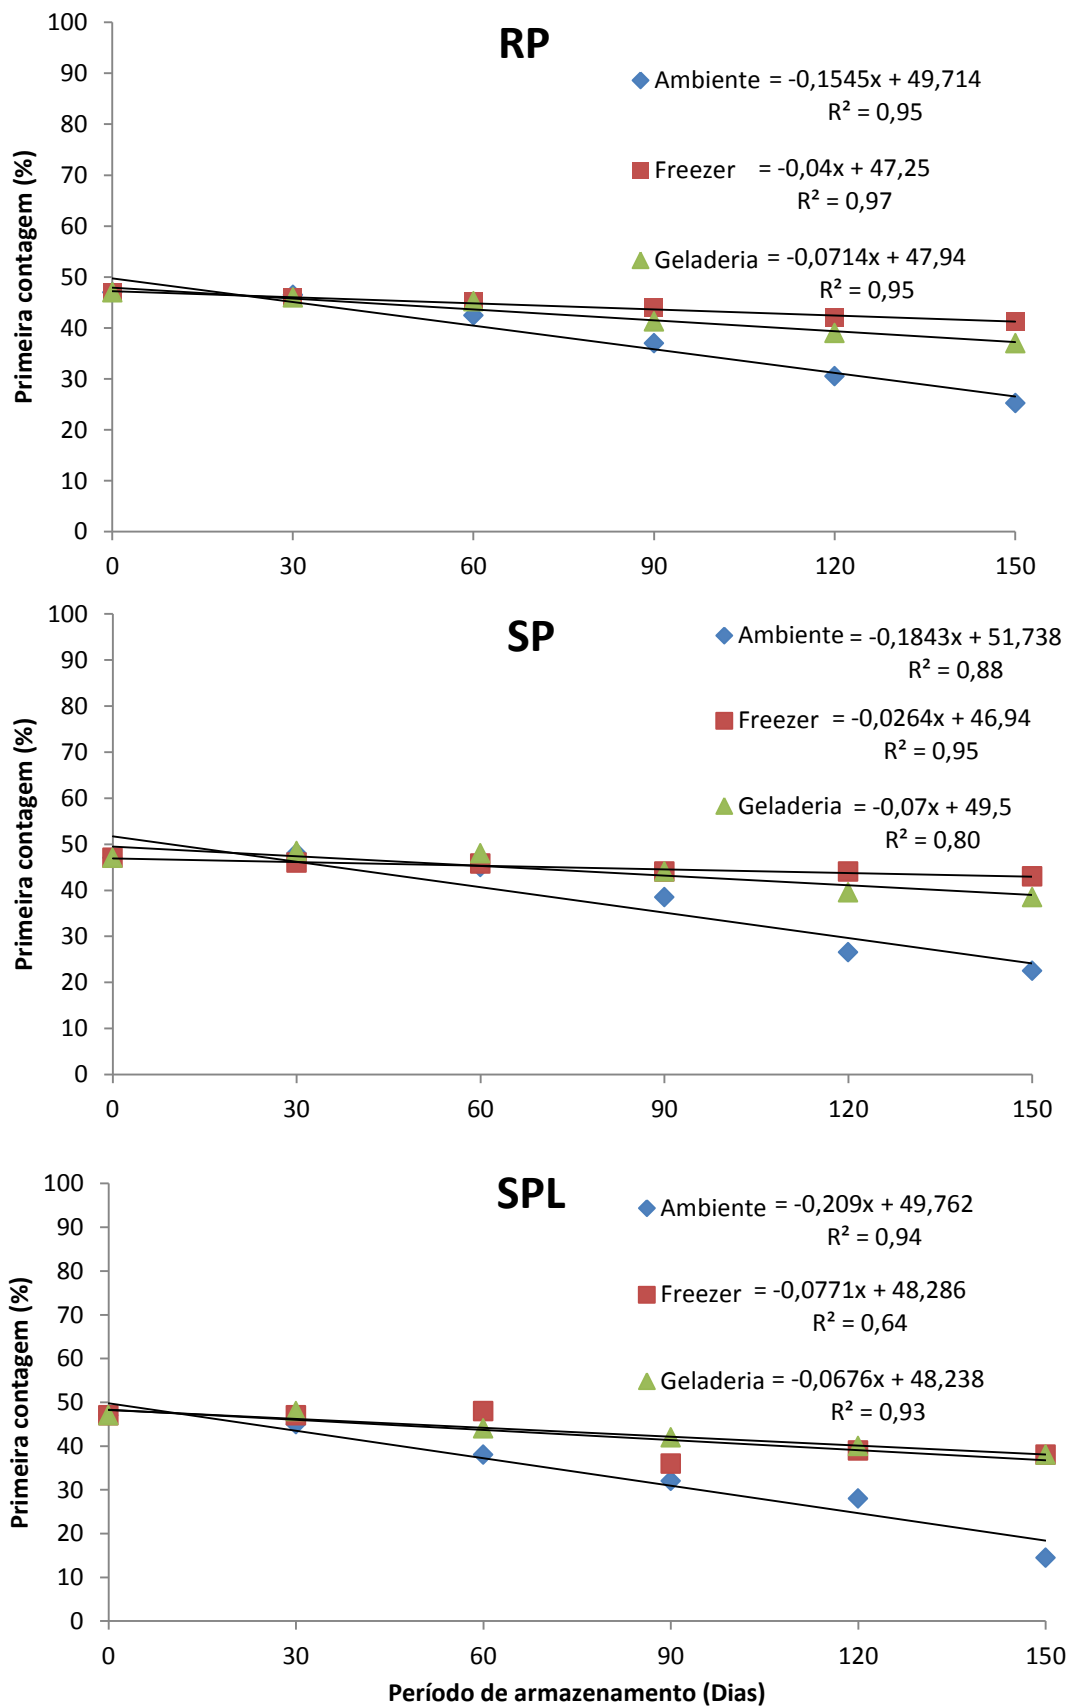 RP
100
90
80
70
60
50
40
30
20
10
0
Primeira contagem (%)
Ambiente = -0,1545x + 49,714
R² = 0,95
Freezer = -0,04x + 47,25
R² = 0,97
Geladeria = -0,0714x + 47,94
R² = 0,95
0 30 60 90 120 150
SP
100
90
80
70
60
50
40
30
20
10
0
Primeira contagem (%)
Ambiente = -0,1843x + 51,738
R² = 0,88
Freezer = -0,0264x + 46,94
R² = 0,95
Geladeria = -0,07x + 49,5
R² = 0,80
0 30 60 90 120 150
SPL
100
90
80
70
60
50
40
30
20
10
0
Primeira contagem (%)
Ambiente = -0,209x + 49,762
R² = 0,94
Freezer = -0,0771x + 48,286
R² = 0,64
Geladeria = -0,0676x + 48,238
R² = 0,93
0 30 60 90 120 150
Período de armazenamento (Dias)